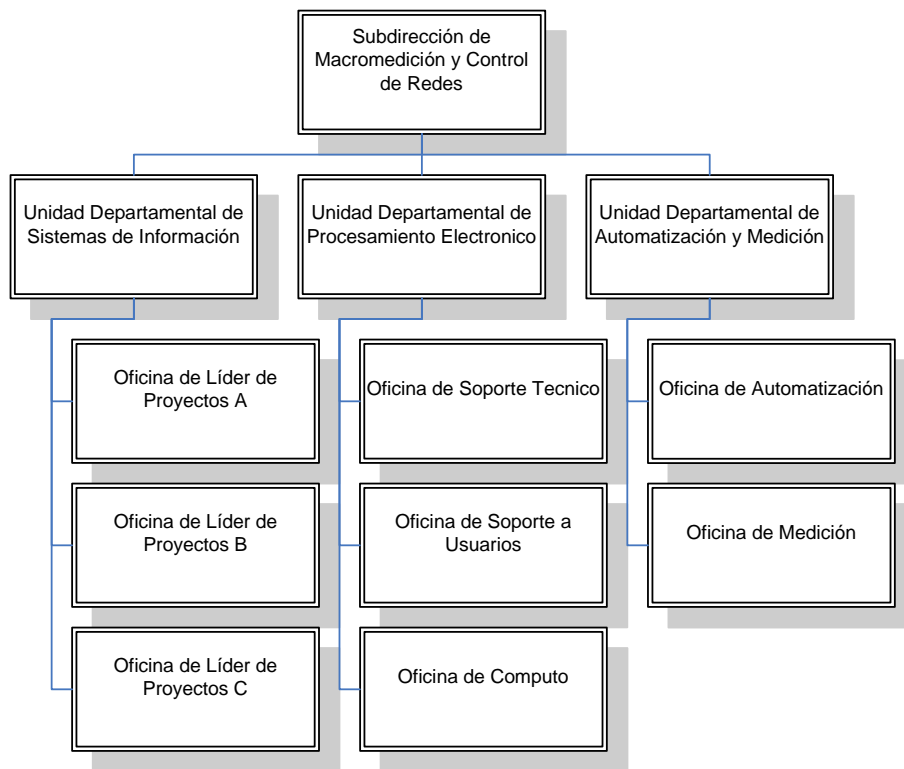 Subdirección de
Macromedición y Control
de Redes
Unidad Departamental de
Sistemas de Información
Unidad Departamental de
Procesamiento Electronico
Unidad Departamental de
Automatización y Medición
Oficina de Líder de
Proyectos A
Oficina de Soporte Tecnico
Oficina de Automatización
Oficina de Líder de
Proyectos B
Oficina de Soporte a
Usuarios
Oficina de Medición
Oficina de Líder de
Proyectos C
Oficina de Computo